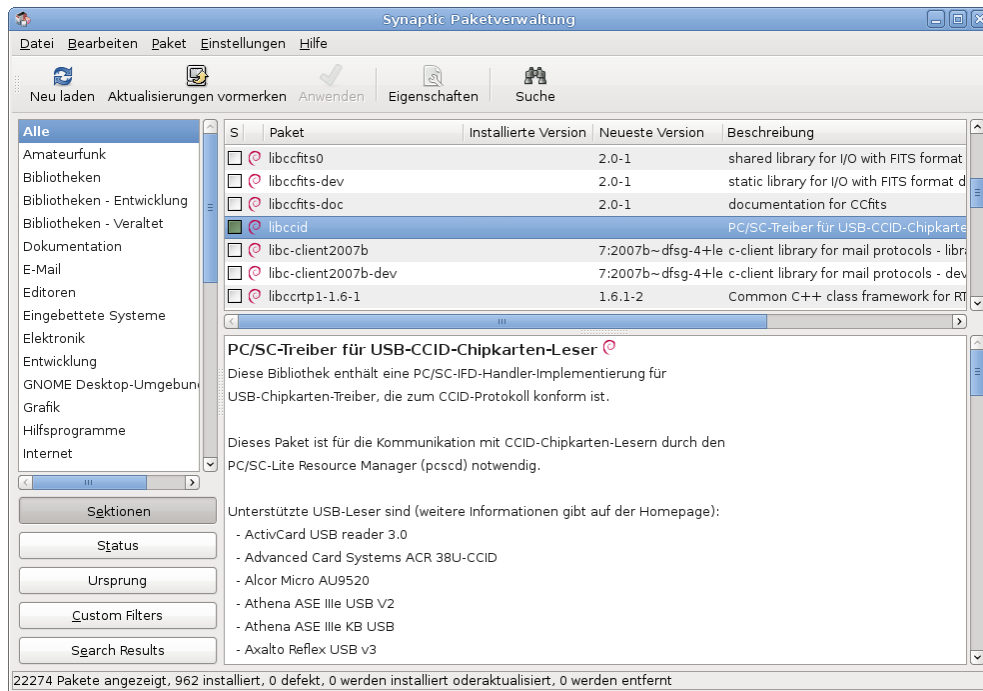 Synaptic Paketverwaltung
Datei Bearbeiten Paket Einstellungen Hilfe
Neu laden Aktualisierungen vormerken Anwenden Eigenschaften Suche
Alle
Amateurfunk
Bibliotheken
Bibliotheken - Entwicklung
Bibliotheken - Veraltet
Dokumentation
E-Mail
Editoren
Eingebettete Systeme
Elektronik
Entwicklung
GNOME Desktop-Umgebun
Grafik
Hilfsprogramme
Internet
Sektionen
Status
Ursprung
Custom Filters
Search Results
S Paket Installierte Version Neueste Version Beschreibung
libccfits0 2.0-1 shared library for I/O with FITS format
libccfits-dev 2.0-1 static library for I/O with FITS format d
libccfits-doc 2.0-1 documentation for CCfits
libccid PC/SC-Treiber für USB-CCID-Chipkarte
libc-client2007b 7:2007b~dfsg-4+le c-client library for mail protocols - libra
libc-client2007b-dev 7:2007b~dfsg-4+le c-client library for mail protocols - dev
libccrtp1-1.6-1 1.6.1-2 Common C++ class framework for RT
PC/SC-Treiber für USB-CCID-Chipkarten-Leser
Diese Bibliothek enthält eine PC/SC-IFD-Handler-Implementierung für
USB-Chipkarten-Treiber, die zum CCID-Protokoll konform ist.
Dieses Paket ist für die Kommunikation mit CCID-Chipkarten-Lesern durch den
PC/SC-Lite Resource Manager (pcscd) notwendig.
Unterstützte USB-Leser sind (weitere Informationen gibt auf der Homepage):
- ActivCard USB reader 3.0
- Advanced Card Systems ACR 38U-CCID
- Alcor Micro AU9520
- Athena ASE IIIe USB V2
- Athena ASE IIIe KB USB
- Axalto Reflex USB v3
22274 Pakete angezeigt, 962 installiert, 0 defekt, 0 werden installiert oderaktualisiert, 0 werden entfernt